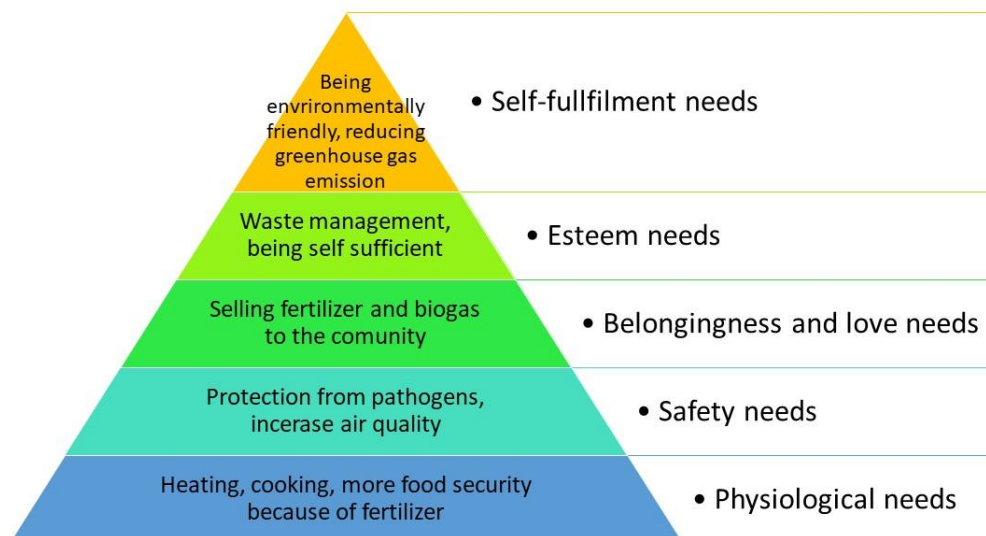 Being
envrironmentally
friendly, reducing
greenhouse gas
emission
• Self-fullfilment needs
Waste management,
being self sufficient
• Esteem needs
Selling fertilizer and biogas
to the comunity
• Belongingness and love needs
Protection from pathogens,
incerase air quality
• Safety needs
Heating, cooking, more food security
because of fertilizer
• Physiological needs